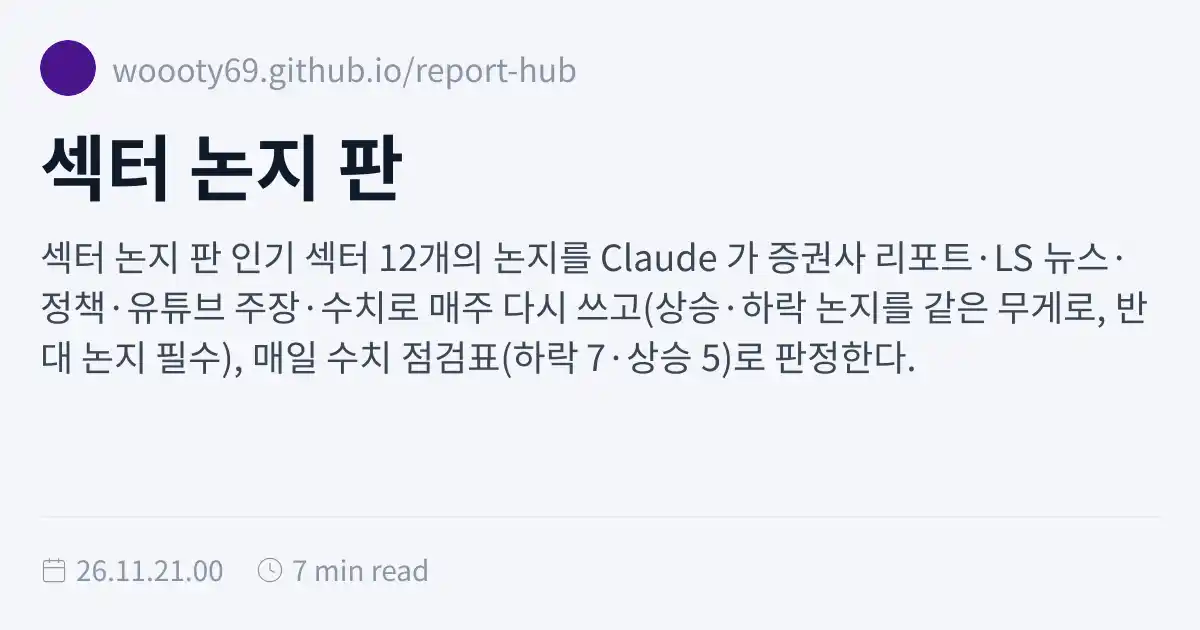 woooty69.github.io/report-hub
섹터 논지 판
섹터 논지 판 인기 섹터 12개의 논지를 Claude 가 증권사 리포트·LS 뉴스·
정책·유튜브 주장·수치로 매주 다시 쓰고(상승·하락 논지를 같은 무게로, 반
대 논지 필수), 매일 수치 점검표(하락 7·상승 5)로 판정한다.
26.11.21.00
7 min read